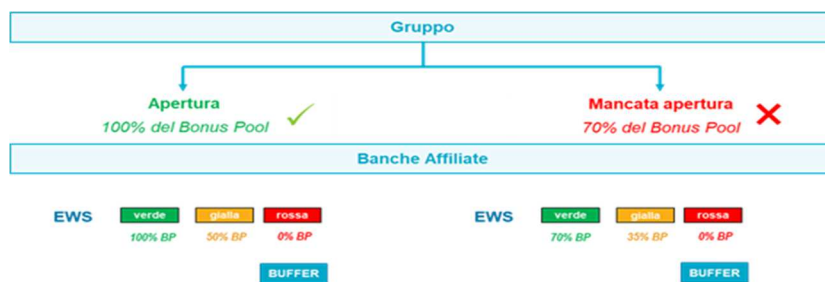 Gruppo
Apertura
100% del Bonus Pool
Mancata apertura
70% del Bonus Pool
Banche Affiliate
EWS verde gialla rossa
100% BP 50% BP 0% BP
BUFFER
EWS verde gialla rossa
70% BP 35% BP 0% BP
BUFFER